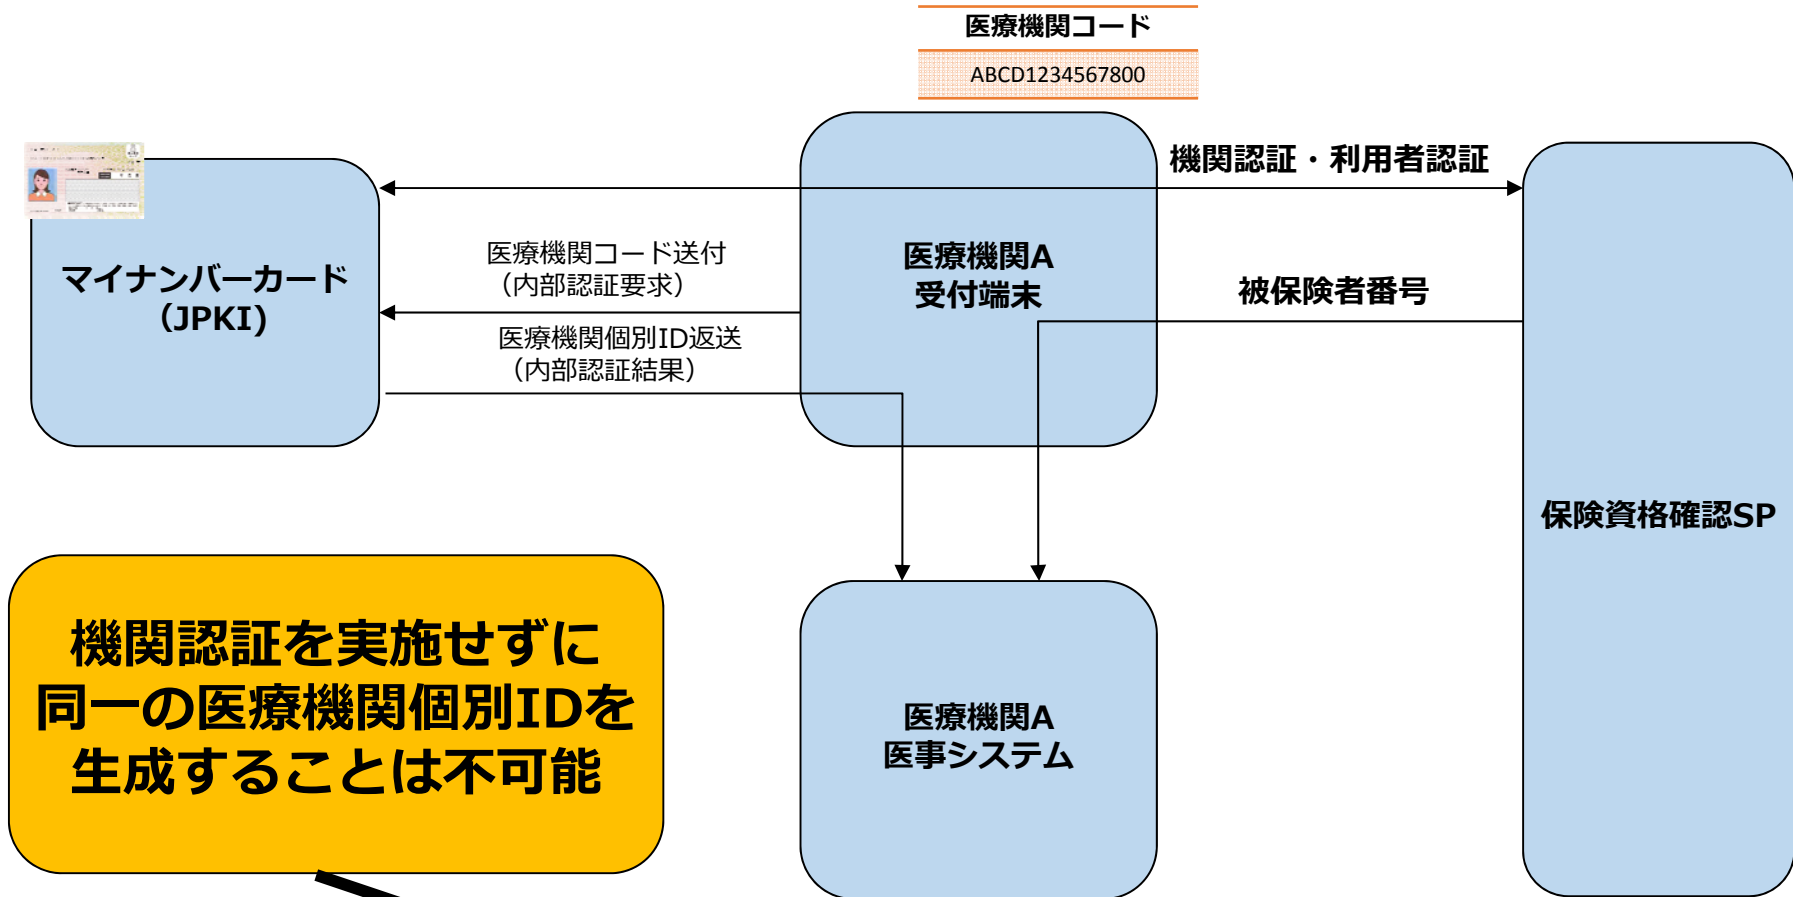 医療機関コード
ABCD1234567800
機関認証・利用者認証
マイナンバーカード
（JPKI)
医療機関コード送付
（内部認証要求）
医療機関個別ID返送
（内部認証結果）
医療機関A
受付端末
被保険者番号
保険資格確認SP
機関認証を実施せずに
同一の医療機関個別IDを
生成することは不可能
医療機関A
医事システム